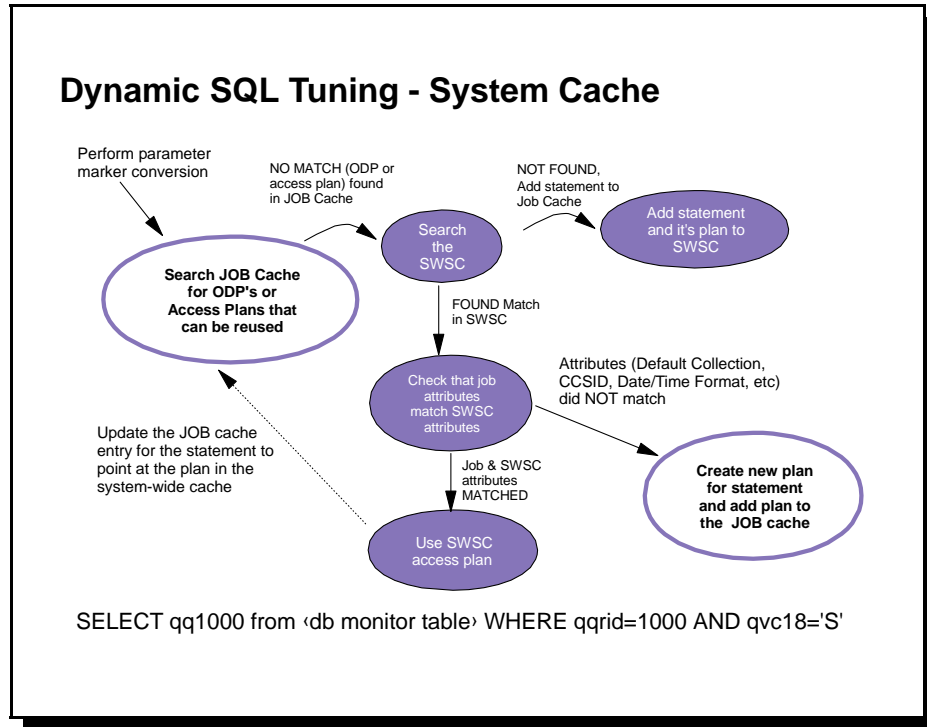 Dynamic SQL Tuning - System Cache
Perform parameter
marker conversion
NO MATCH (ODP or
access plan) found
in JOB Cache
NOT FOUND,
Add statement to
Job Cache
Search
the
SWSC
Add statement
and it's plan to
SWSC
Search JOB Cache
for ODP's or
Access Plans that
can be reused
FOUND Match
in SWSC
Check that job
attributes
match SWSC
attributes
Attributes (Default Collection,
CCSID, Date/Time Format, etc)
did NOT match
Update the JOB cache
entry for the statement to
point at the plan in the
system-wide cache
Job & SWSC
attributes
MATCHED
Create new plan
for statement
and add plan to
the JOB cache
Use SWSC
access plan
SELECT qq1000 from ‹db monitor table› WHERE qqrid=1000 AND qvc18='S'